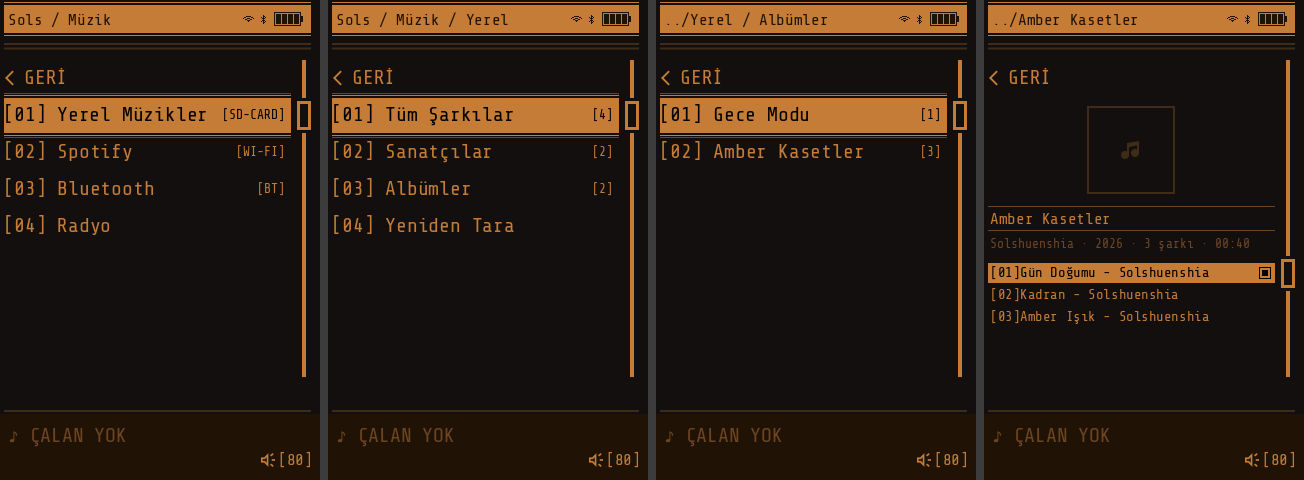 Sols / Müzik
GERİ
[01] Yerel Müzikler [SD-CARD]
[02] Spotify [WI-FI]
[03] Bluetooth [BT]
[04] Radyo
♪ ÇALAN YOK
[80]
Sols / Müzik / Yerel
GERİ
[01] Tüm Şarkılar [4]
[02] Sanatçılar [2]
[03] Albümler [2]
[04] Yeniden Tara
♪ ÇALAN YOK
[80]
../Yerel / Albümler
GERİ
[01] Gece Modu [1]
[02] Amber Kasetler [3]
♪ ÇALAN YOK
[80]
../Amber Kasetler
GERİ
Amber Kasetler
Solshuenshia · 2026 · 3 şarkı · 00:40
[01]Gün Doğumu - Solshuenshia
[02]Kadran - Solshuenshia
[03]Amber Işık - Solshuenshia
♪ ÇALAN YOK
[80]